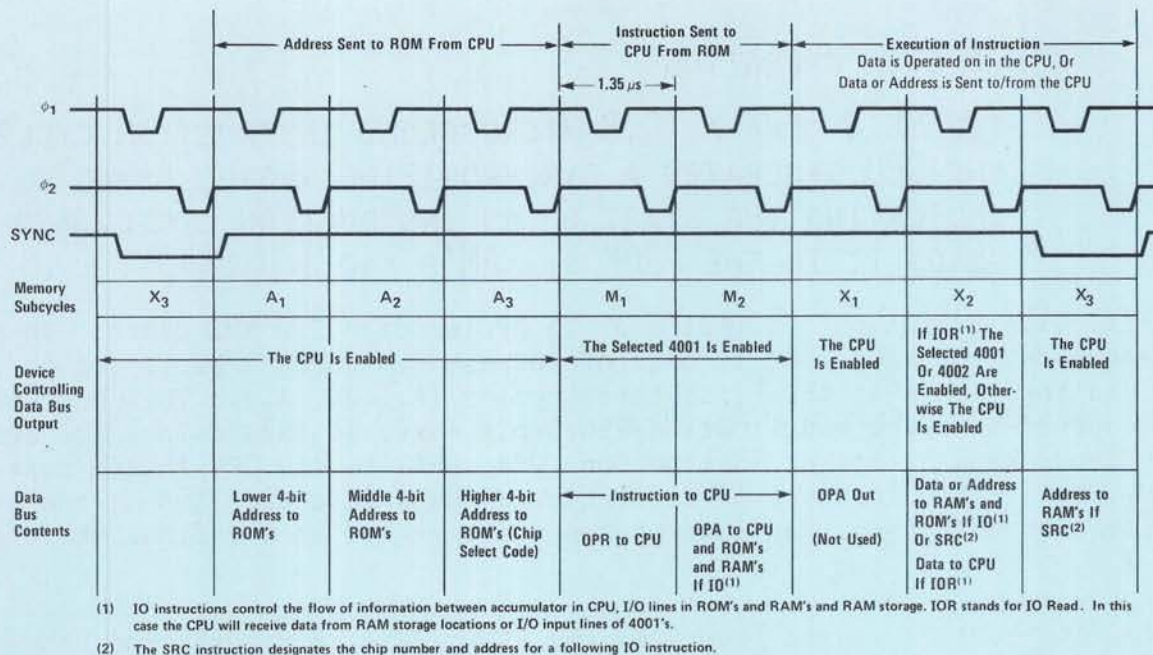 Address Sent to ROM From CPU
Instruction Sent to
CPU From ROM
Execution of Instruction
Data is Operated on in the CPU, Or
Data or Address is Sent to/from the CPU
1.35 μs
ϕ1
ϕ2
SYNC
Memory
Subcycles
X3
A1
A2
A3
M1
M2
X1
X2
X3
Device
Controlling
Data Bus
Output
The CPU Is Enabled
The Selected 4001 Is Enabled
The CPU
Is Enabled
If IOR(1) The
Selected 4001
Or 4002 Are
Enabled, Other-
wise The CPU
Is Enabled
The CPU
Is Enabled
Data
Bus
Contents
Lower 4-bit
Address to
ROM's
Middle 4-bit
Address to
ROM's
Higher 4-bit
Address to
ROM's (Chip
Select Code)
Instruction to CPU
OPR to CPU
OPA to CPU
and ROM's
and RAM's
If IO(1)
OPA Out
(Not Used)
Data or Address
to RAM's and
ROM's If IO(1)
Or SRC(2)
Data to CPU
If IOR(1)
Address to
RAM's If
SRC(2)
(1) IO instructions control the flow of information between accumulator in CPU, I/O lines in ROM's and RAM's and RAM storage. IOR stands for IO Read. In this
case the CPU will receive data from RAM storage locations or I/O input lines of 4001's.
(2) The SRC instruction designates the chip number and address for a following IO instruction.